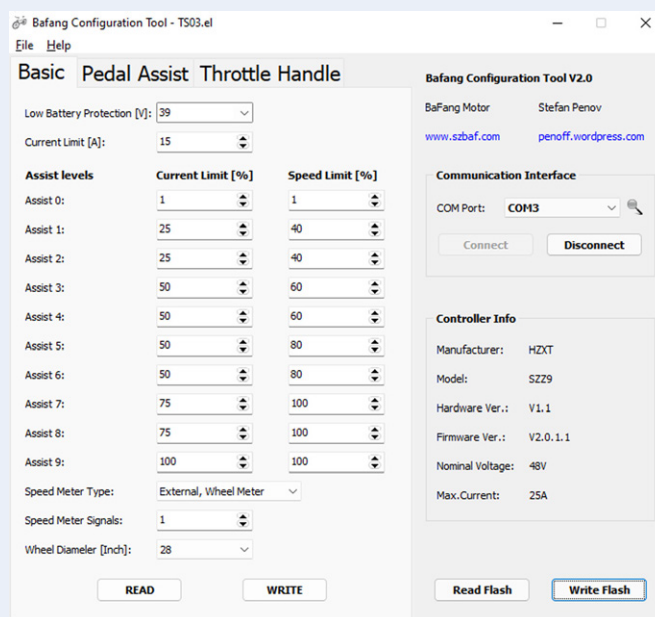 Bafang Configuration Tool - TS03.el
File Help
Basic Pedal Assist Throttle Handle
Low Battery Protection [V]: 39
Current Limit [A]: 15
Assist levels Current Limit [%] Speed Limit [%]
Assist 0: 1 1
Assist 1: 25 40
Assist 2: 25 40
Assist 3: 50 60
Assist 4: 50 60
Assist 5: 50 80
Assist 6: 50 80
Assist 7: 75 100
Assist 8: 75 100
Assist 9: 100 100
Speed Meter Type: External, Wheel Meter
Speed Meter Signals: 1
Wheel Diameler [Inch]: 28
READ WRITE
Bafang Configuration Tool V2.0
BaFang Motor Stefan Penov
www.szbaf.com penoff.wordpress.com
Communication Interface
COM Port: COM3
Connect Disconnect
Controller Info
Manufacturer: HZXT
Model: SZZ9
Hardware Ver.: V1.1
Firmware Ver.: V2.0.1.1
Nominal Voltage: 48V
Max.Current: 25A
Read Flash Write Flash